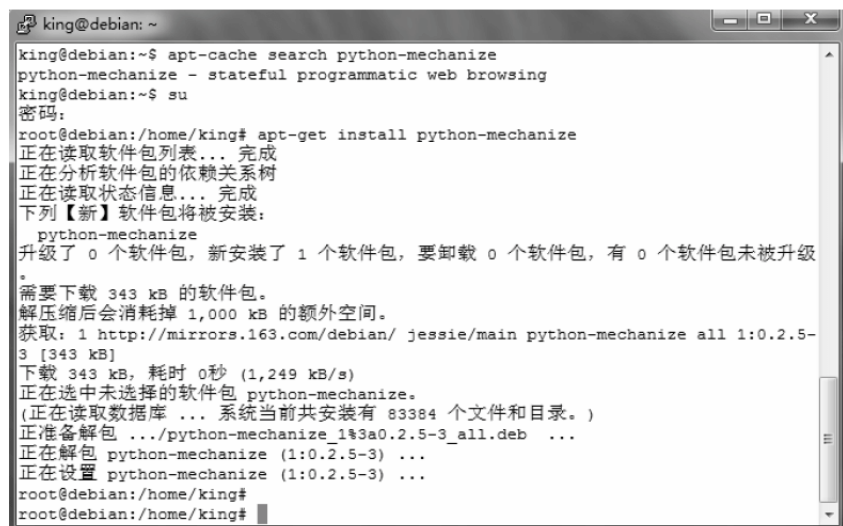 king@debian: ~
king@debian:~$ apt-cache search python-mechanize
python-mechanize - stateful programmatic web browsing
king@debian:~$ su
密码：
root@debian:/home/king# apt-get install python-mechanize
正在读取软件包列表... 完成
正在分析软件包的依赖关系树
正在读取状态信息... 完成
下列【新】软件包将被安装：
python-mechanize
升级了 0 个软件包，新安装了 1 个软件包，要卸载 0 个软件包，有 0 个软件包未被升级
。
需要下载 343 kB 的软件包。
解压缩后会消耗掉 1,000 kB 的额外空间。
获取：1 http://mirrors.163.com/debian/ jessie/main python-mechanize all 1:0.2.5-
3 [343 kB]
下载 343 kB，耗时 0秒 (1,249 kB/s)
正在选中未选择的软件包 python-mechanize。
(正在读取数据库 ... 系统当前共安装有 83384 个文件和目录。)
正准备解包 .../python-mechanize_1%3a0.2.5-3_all.deb  ...
正在解包 python-mechanize (1:0.2.5-3) ...
正在设置 python-mechanize (1:0.2.5-3) ...
root@debian:/home/king#
root@debian:/home/king#